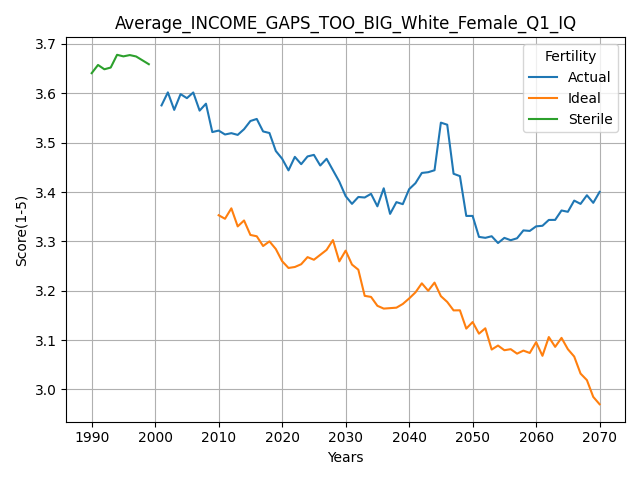 Average_INCOME_GAPS_TOO_BIG_White_Female_Q1_IQ
Fertility
Actual
Ideal
Sterile
Score(1-5)
3.7
3.6
3.5
3.4
3.3
3.2
3.1
3.0
1990 2000 2010 2020 2030 2040 2050 2060 2070
Years